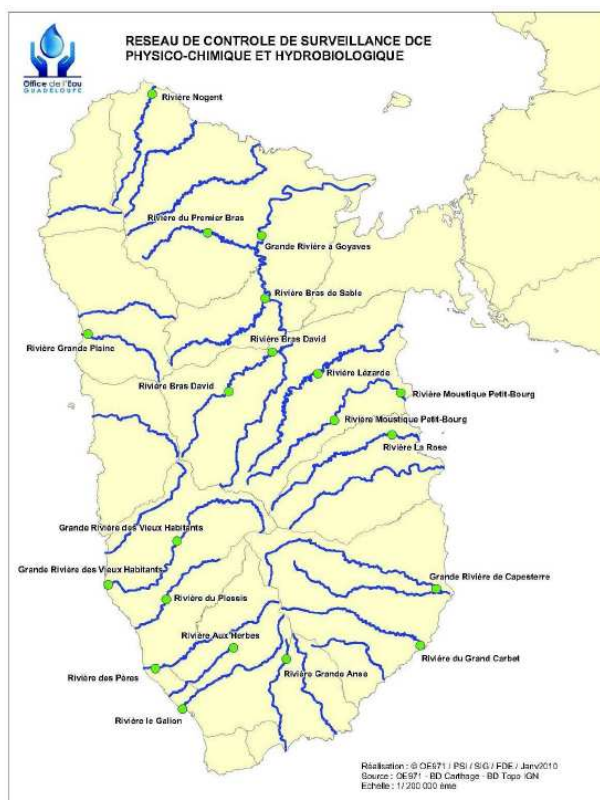 RESEAU DE CONTROLE DE SURVEILLANCE DCE
PHYSICO-CHIMIQUE ET HYDROBIOLOGIQUE
Office de l'Eau
GUADELOUPE
Rivière Nogent
Rivière du Premier Bras
Grande Rivière à Goyaves
Rivière Bras de Sable
Rivière Bras David
Rivière Grande Plaine
Rivière Lézarde
Rivière Bras David
Rivière Moustique Petit-Bourg
Rivière Moustique Petit-Bourg
Rivière La Rose
Grande Rivière des Vieux Habitants
Grande Rivière des Vieux Habitants
Grande Rivière de Capesterre
Rivière du Plessis
Rivière Aux Herbes
Rivière du Grand Carbet
Rivière des Pères
Rivière Grande Anse
Rivière le Galion
Réalisation : © OE971 / PSI / SIG / FDE / Janv2010
Source : OE971 - BD Carthage - BD Topo IGN
Echelle : 1/ 200 000 ème